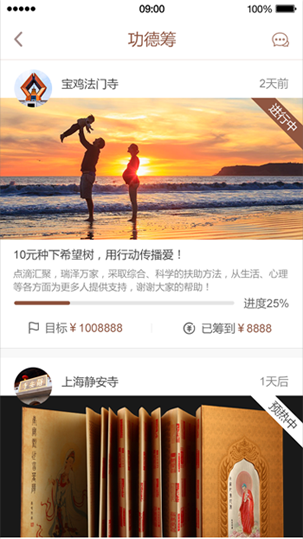 09:00
100%
功德筹
宝鸡法门寺
2天前
进行中
10元种下希望树，用行动传播爱！
点滴汇聚，瑞泽万家，采取综合、科学的扶助方法，从生活、心理
等各方面为更多人提供支持，谢谢大家的帮助！
进度25%
目标 ¥ 1008888
已筹到 ¥ 8888
上海静安寺
1天后
预热中